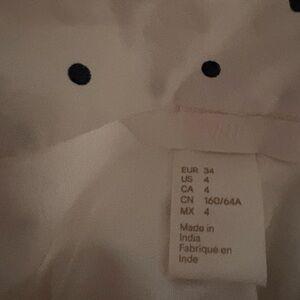 EUR 34
US 4
CA 4
CN 160/64A
MX 4
Made in
India
Fabriqué en
Inde